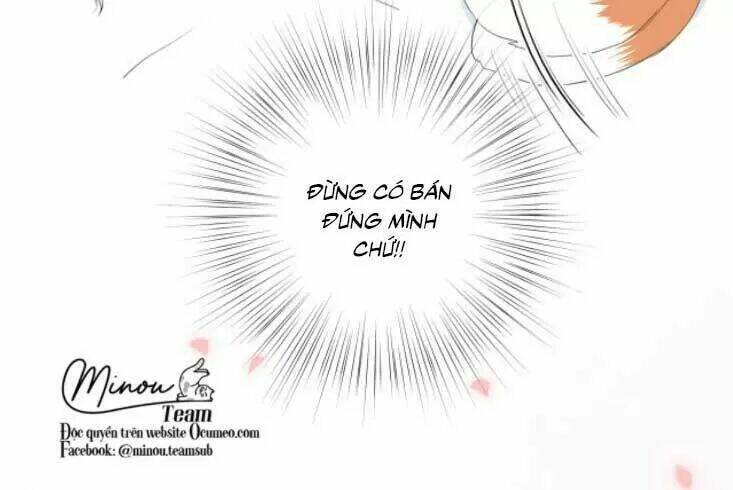 ĐỪNG CÓ BÁN
ĐỨNG MÌNH
CHỨ!!
Minou
Team
Độc quyền trên website Ocumeo.com
Facebook: @minou.teamsub